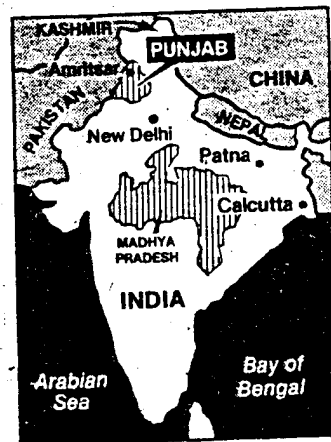 KASHMIR
PUNJAB
Amritsar
CHINA
PAKISTAN
NEPAL
New Delhi
Patna
Calcutta
MADHYA
PRADESH
INDIA
Arabian
Sea
Bay of
Bengal